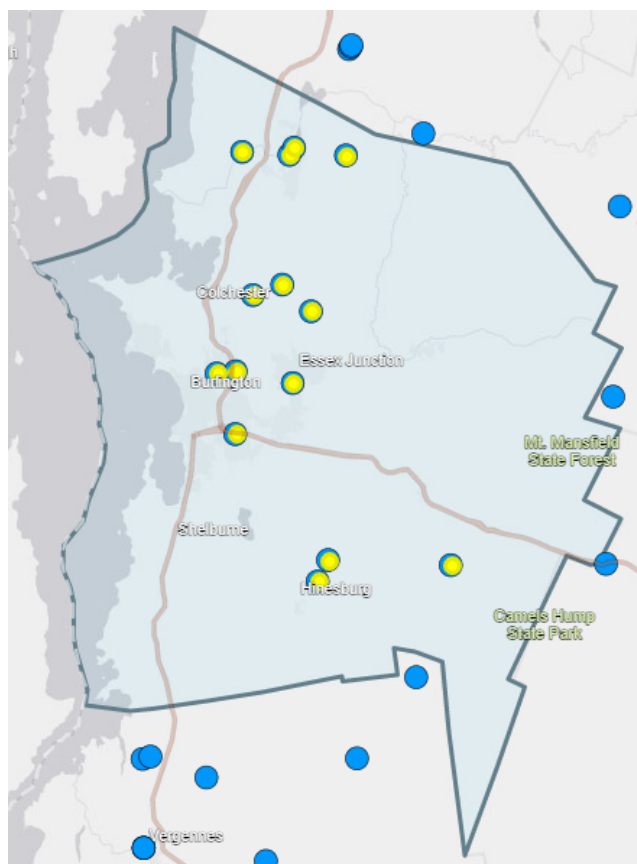 h
Colchester
Essex Junction
Burlington
Mt. Mansfield
State Forest
Shelburne
Hinesburg
Camels Hump
State Park
Vergennes